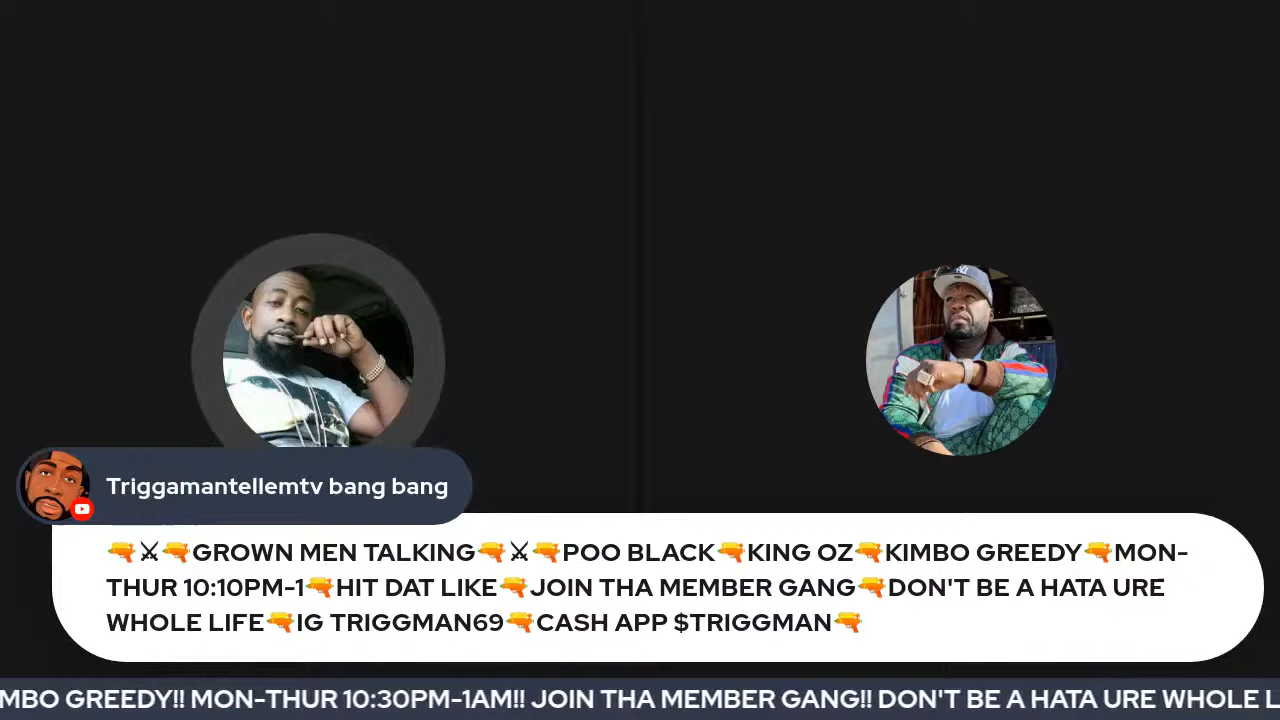 Triggamantellemtv bang bang
🔫⚔🔫GROWN MEN TALKING🔫⚔🔫POO BLACK🔫KING OZ🔫KIMBO GREEDY🔫MON-
THUR 10:10PM-1🔫HIT DAT LIKE🔫JOIN THA MEMBER GANG🔫DON'T BE A HATA URE
WHOLE LIFE🔫IG TRIGGMAN69🔫CASH APP $TRIGGMAN🔫
MBO GREEDY!! MON-THUR 10:30PM-1AM!! JOIN THA MEMBER GANG!! DON'T BE A HATA URE WHOLE L